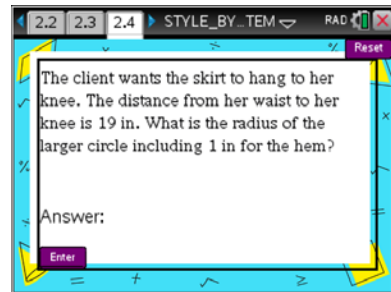 2.2 2.3 2.4 STYLE_BY...TEM RAD
Reset
The client wants the skirt to hang to her
knee. The distance from her waist to her
knee is 19 in. What is the radius of the
larger circle including 1 in for the hem?
Answer:
Enter